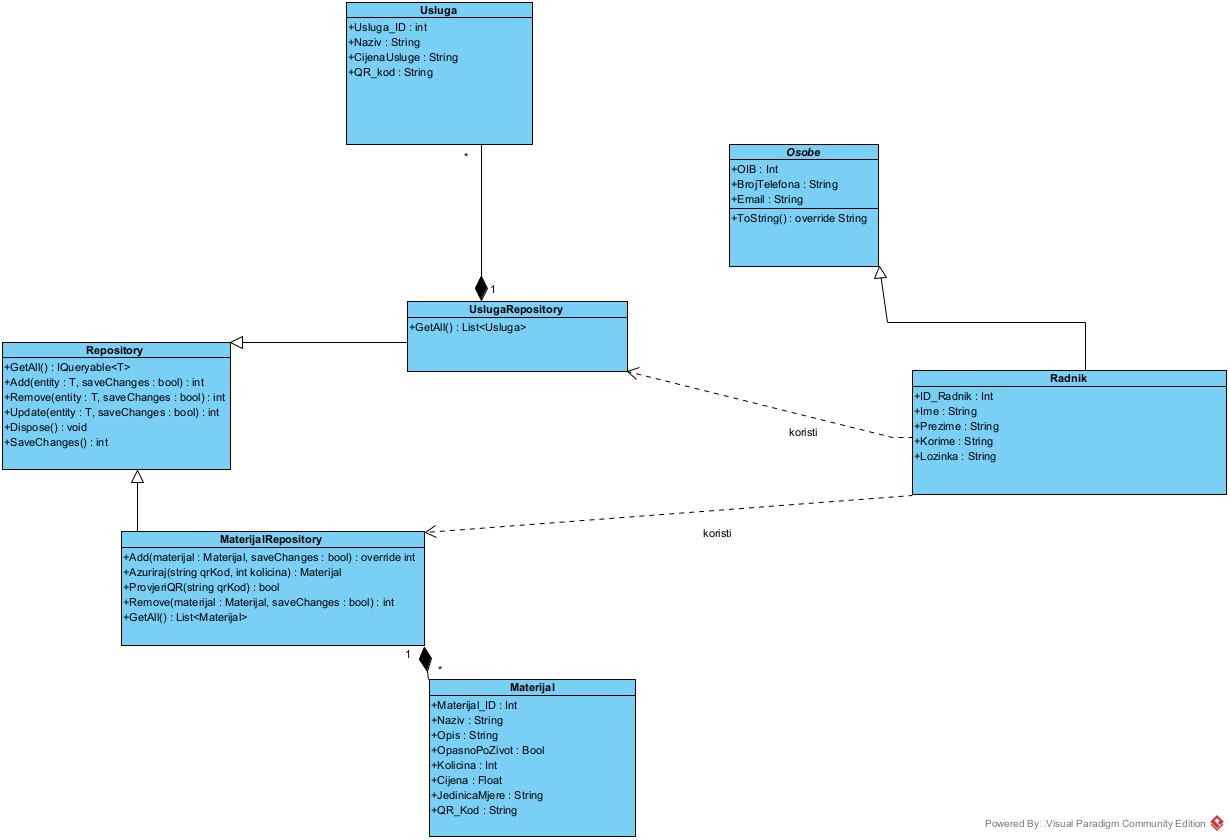 Usluga
+Usluga_ID : int
+Naziv : String
+CijenaUsluge : String
+QR_kod : String
*
1
Osobe
+OIB : Int
+BrojTelefona : String
+Email : String
+ToString() : override String
UslugaRepository
+GetAll() : List<Usluga>
Repository
+GetAll() : IQueryable<T>
+Add(entity : T, saveChanges : bool) : int
+Remove(entity : T, saveChanges : bool) : int
+Update(entity : T, saveChanges : bool) : int
+Dispose() : void
+SaveChanges() : int
Radnik
+ID_Radnik : Int
+Ime : String
+Prezime : String
+Korime : String
+Lozinka : String
koristi
koristi
MaterijalRepository
+Add(materijal : Materijal, saveChanges : bool) : override int
+Azuriraj(string qrKod, int kolicina) : Materijal
+ProvjeriQR(string qrKod) : bool
+Remove(materijal : Materijal, saveChanges : bool) : int
+GetAll() : List<Materijal>
1
*
Materijal
+Materijal_ID : Int
+Naziv : String
+Opis : String
+OpasnoPoZivot : Bool
+Kolicina : Int
+Cijena : Float
+JedinicaMjere : String
+QR_Kod : String
Powered By Visual Paradigm Community Edition